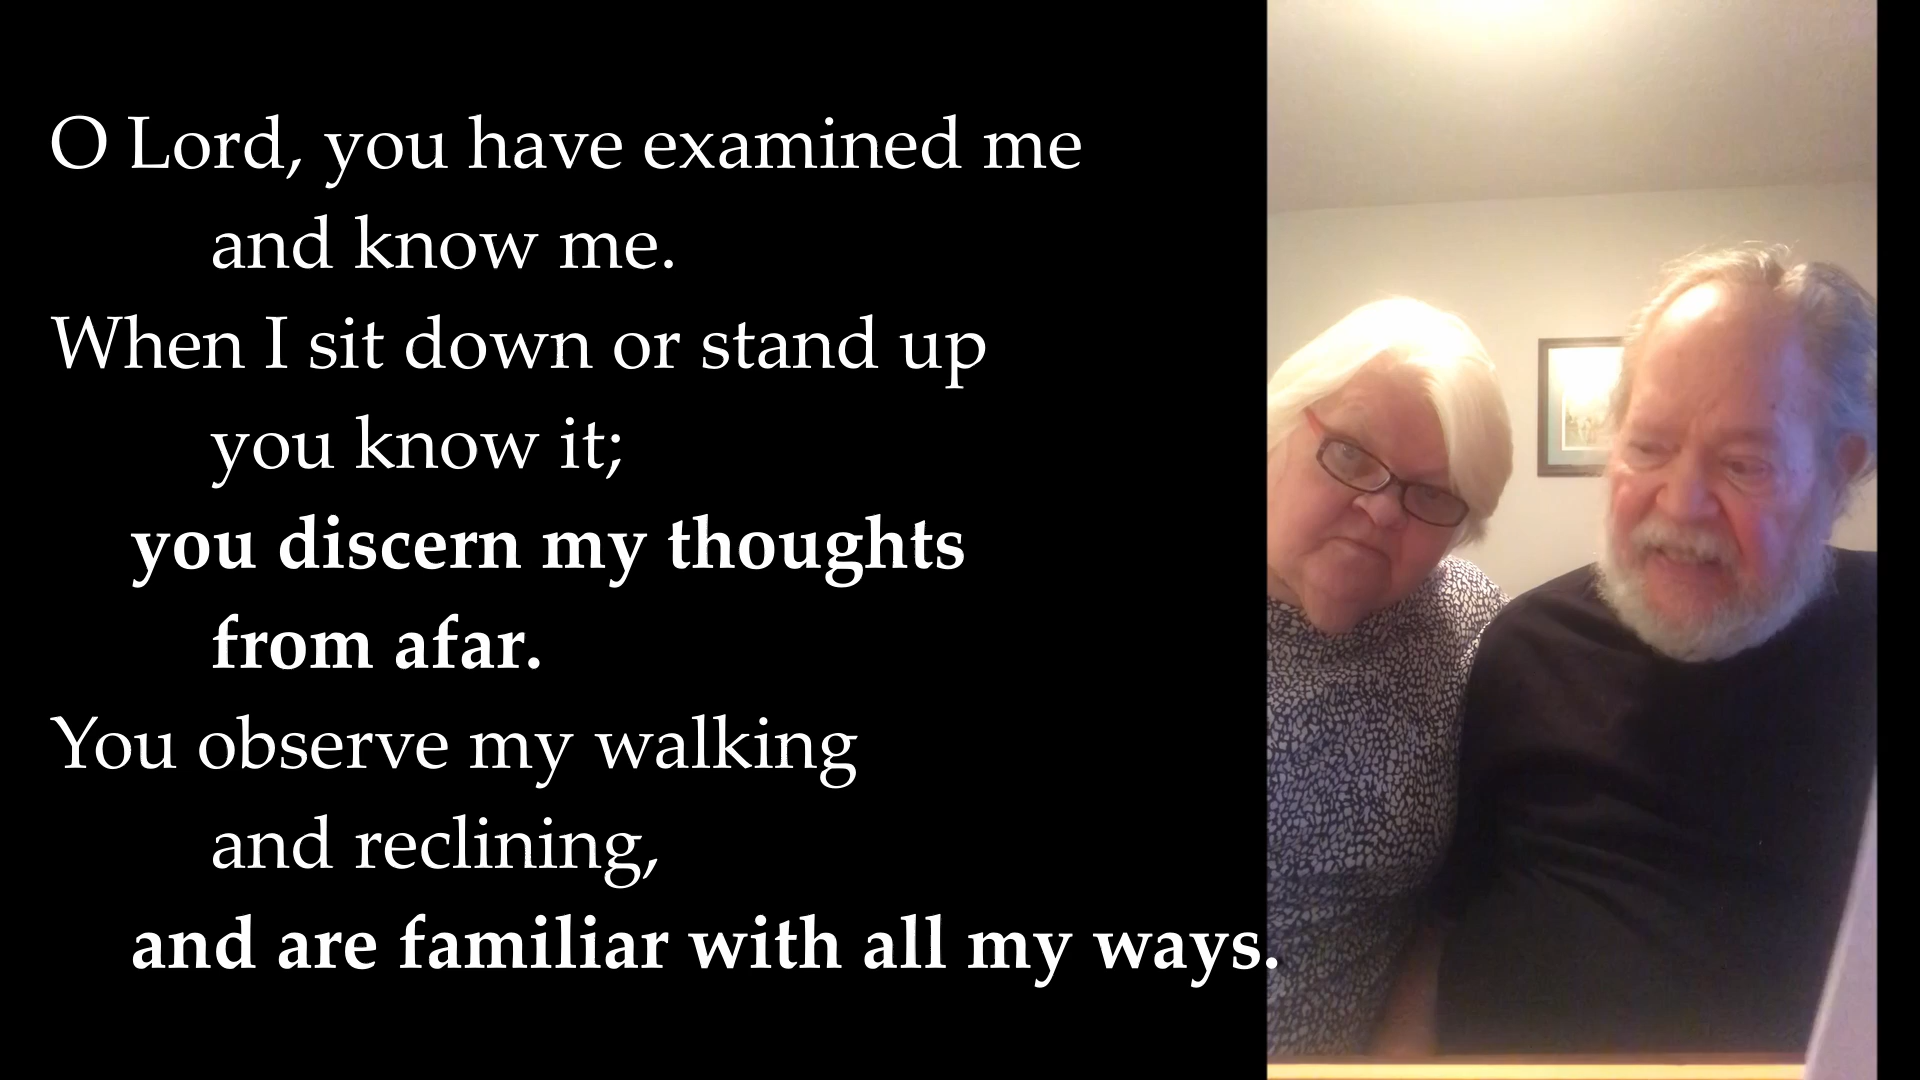 O Lord, you have examined me
and know me.
When I sit down or stand up
you know it;
you discern my thoughts
from afar.
You observe my walking
and reclining,
and are familiar with all my ways.